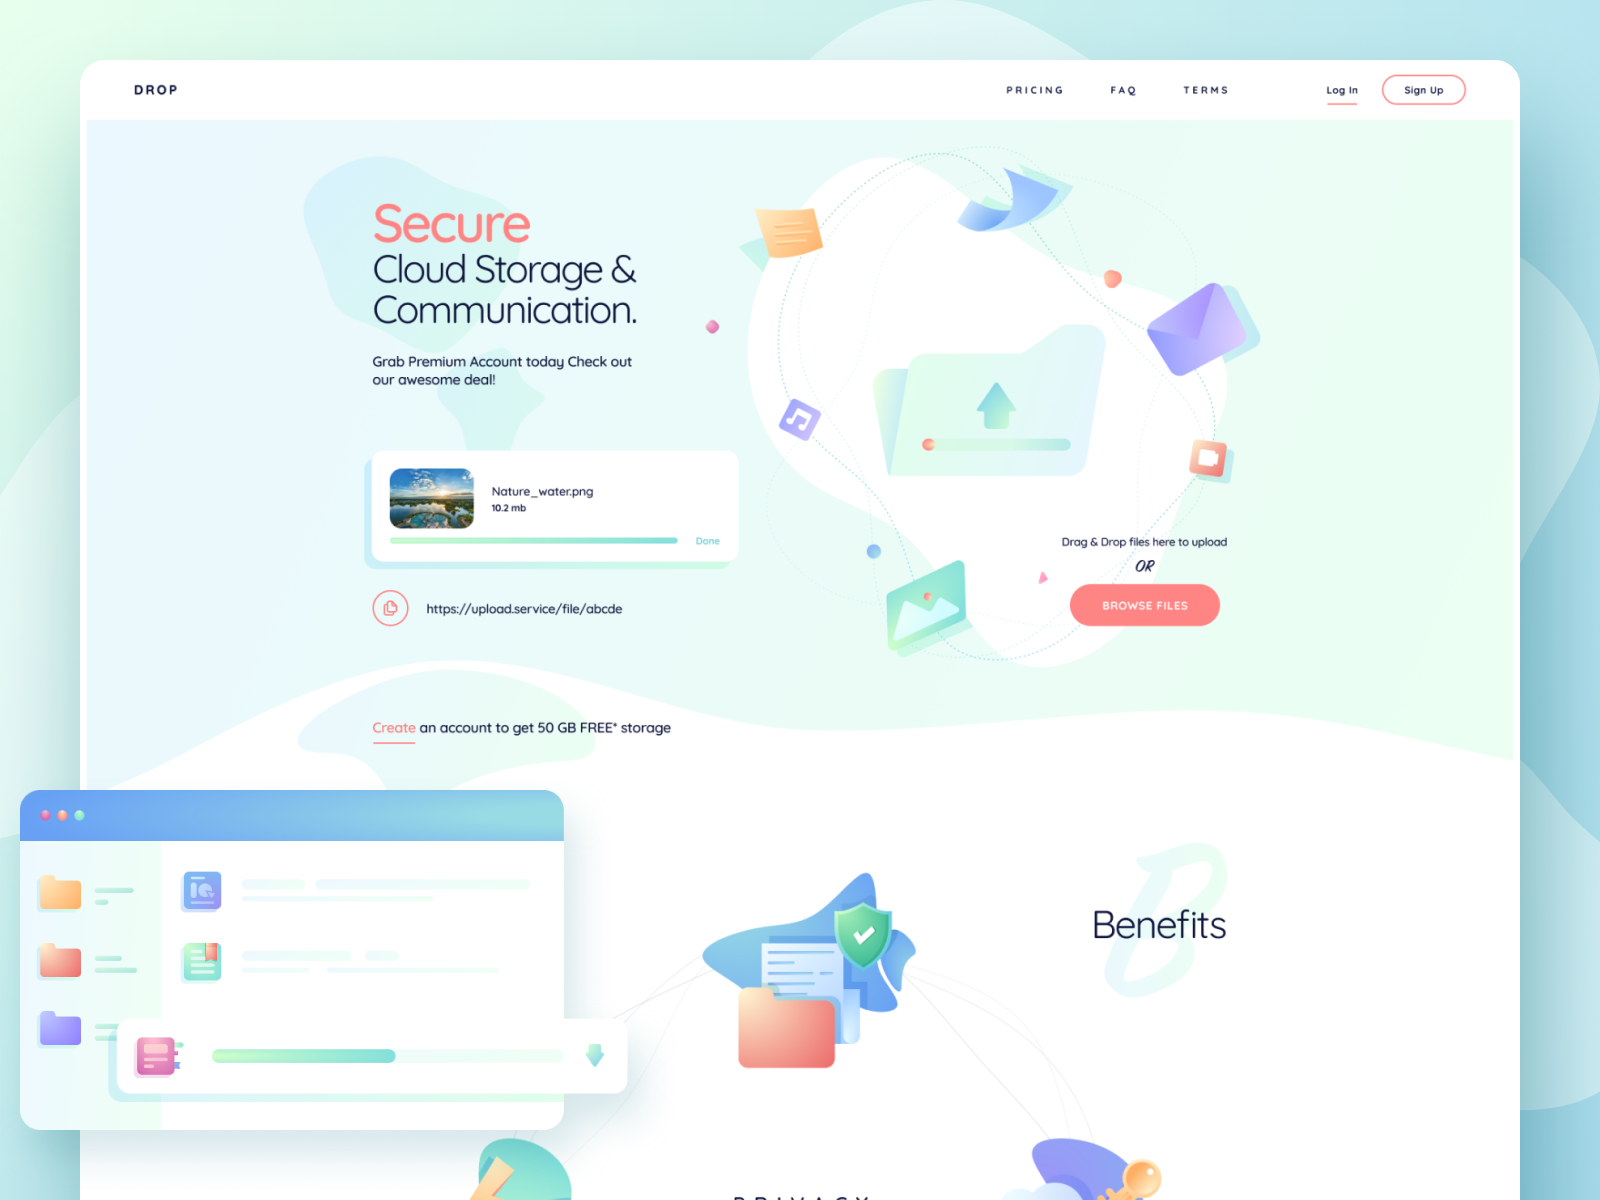 DROP
PRICING
FAQ
TERMS
Log In
Sign Up
Secure
Cloud Storage &
Communication.
Grab Premium Account today Check out
our awesome deal!
Nature_water.png
10.2 mb
Done
https://upload.service/file/abcde
Drag & Drop files here to upload
OR
BROWSE FILES
Create an account to get 50 GB FREE* storage
B
Benefits
PRIVACY